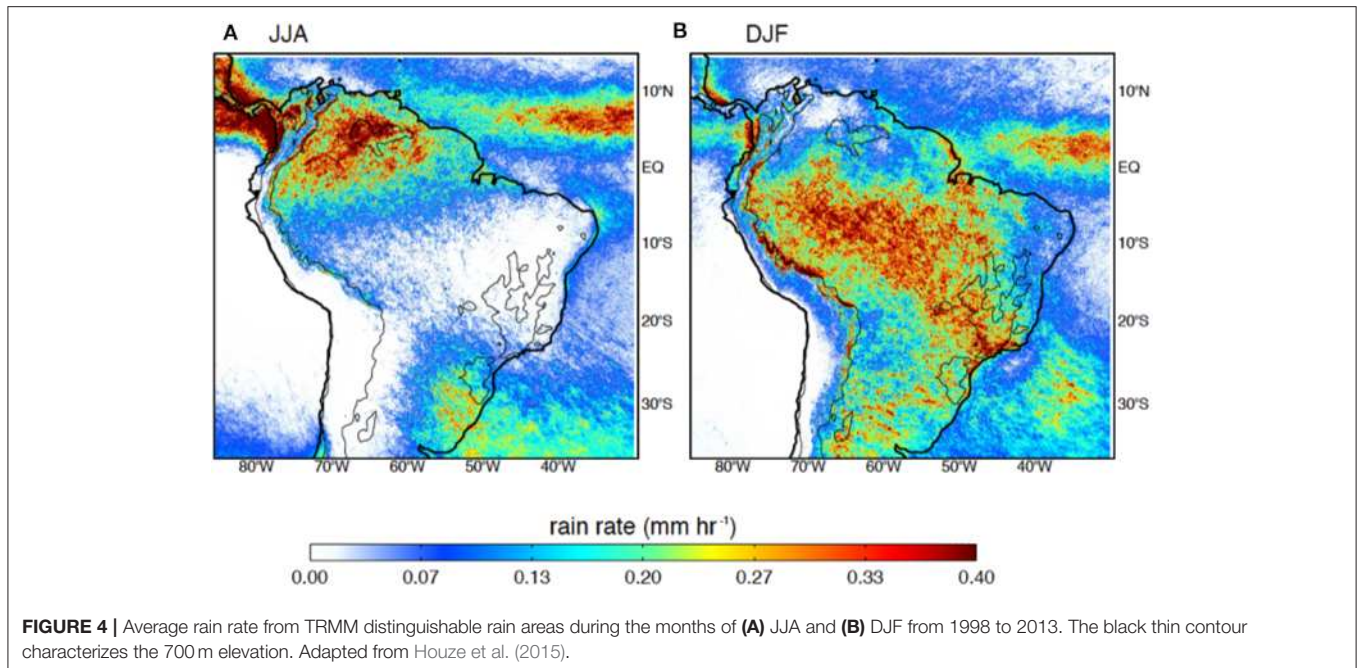 A JJA
B DJF
10°N
EQ
10°S
20°S
30°S
10°N
EQ
10°S
20°S
30°S
80°W 70°W 60°W 50°W 40°W
80°W 70°W 60°W 50°W 40°W
rain rate (mm hr⁻¹)
0.00 0.07 0.13 0.20 0.27 0.33 0.40
FIGURE 4 | Average rain rate from TRMM distinguishable rain areas during the months of (A) JJA and (B) DJF from 1998 to 2013. The black thin contour
characterizes the 700 m elevation. Adapted from Houze et al. (2015).